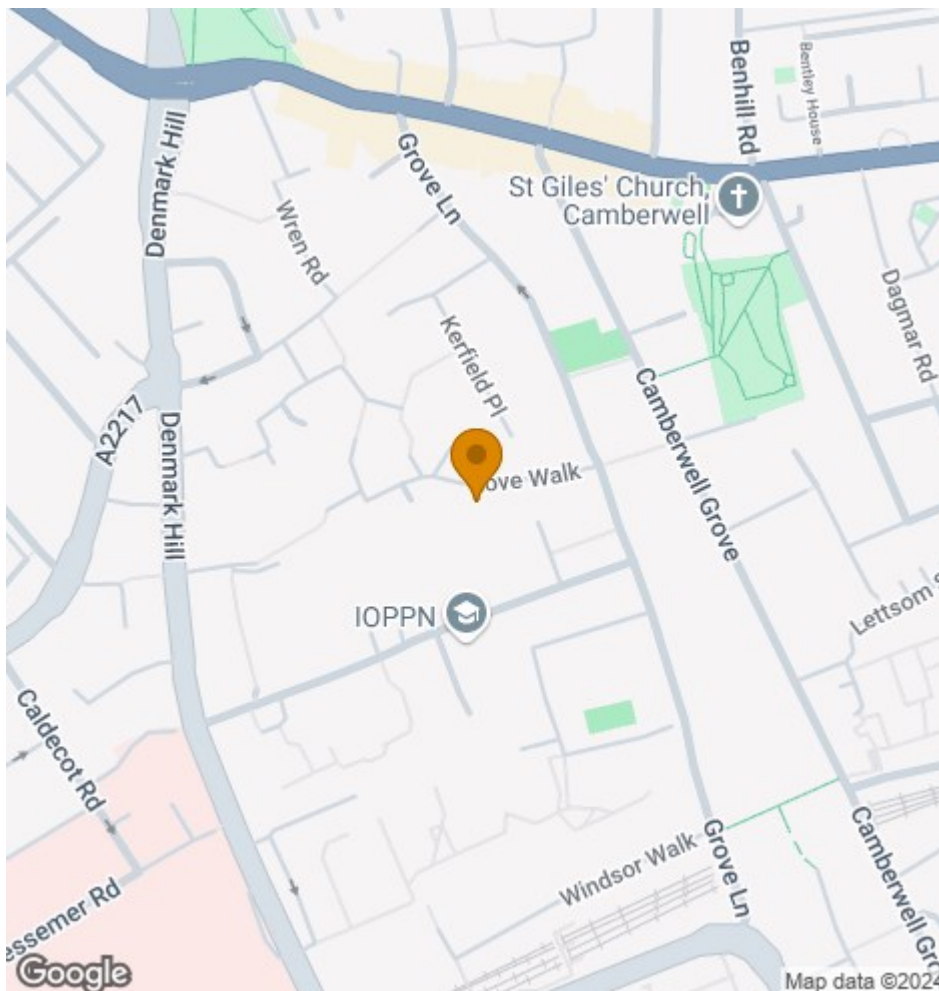 Benhill Rd
Bentley House
Denmark Hill
Grove Ln
St Giles' Church,
Camberwell
Wren Rd
Dagmar Rd
Kerfield Pl
A2217
Denmark Hill
ove Walk
Camberwell Grove
IOPPN
Lettsom S
Caldecot Rd
Windsor Walk
Grove Ln
Camberwell Gro
essemer Rd
Google
Map data ©2024